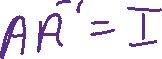 AA⁻¹ = I